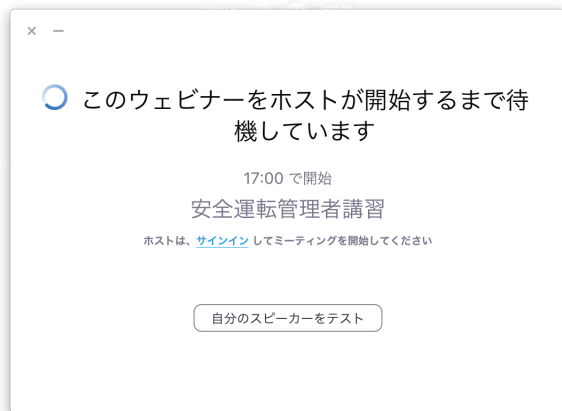 このウェビナーをホストが開始するまで待
機しています
17:00 で開始
安全運転管理者講習
ホストは、サインイン してミーティングを開始してください
自分のスピーカーをテスト